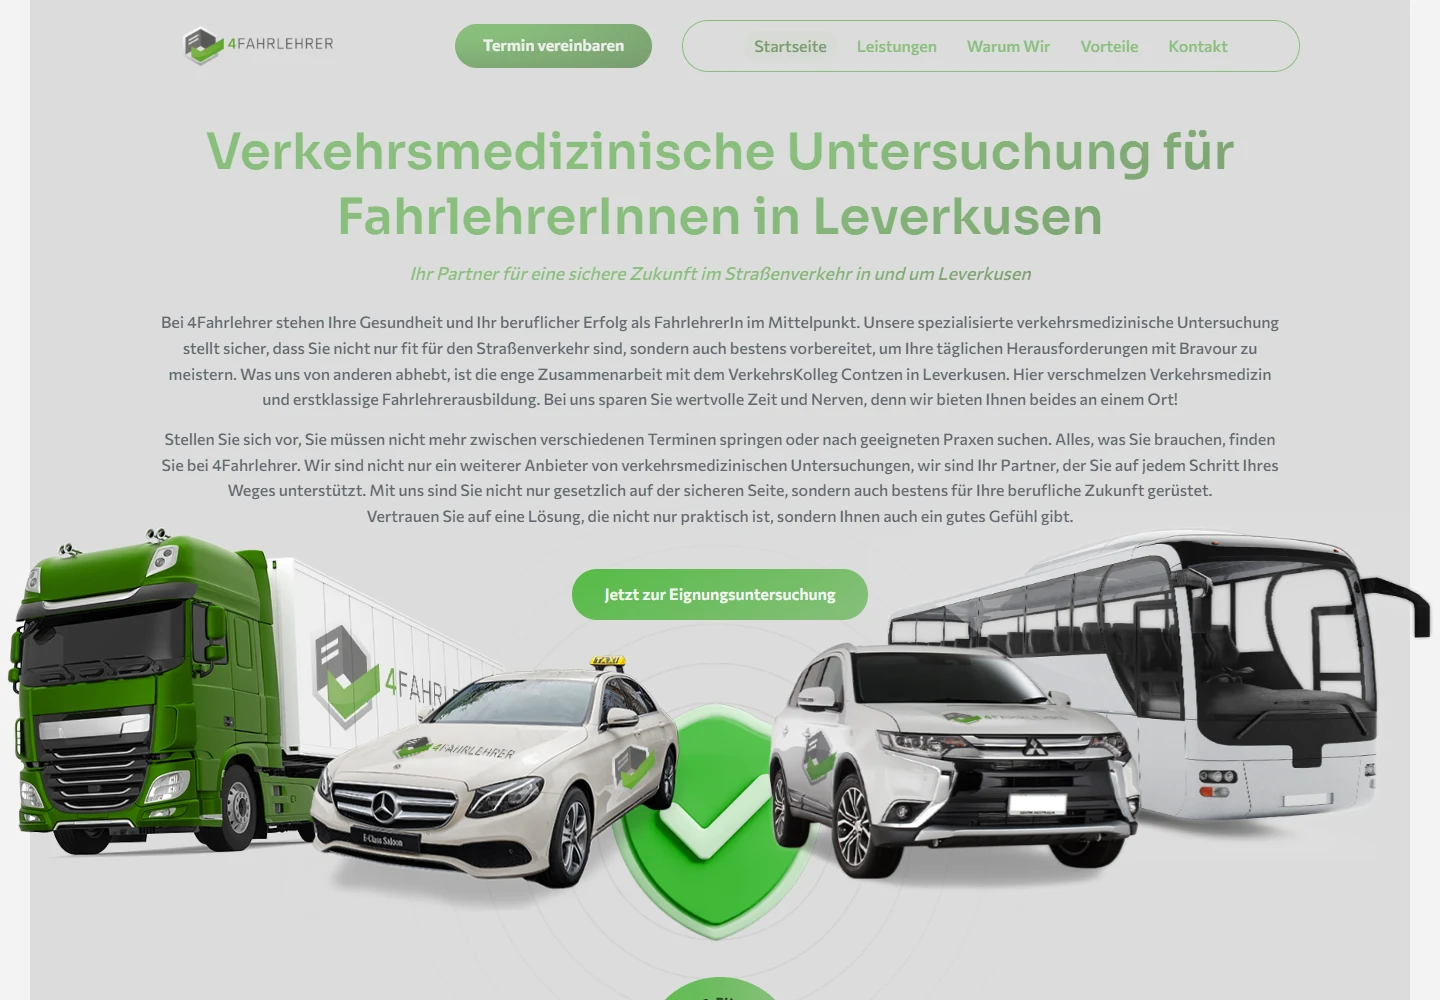 4FAHRLEHRER
Termin vereinbaren
Startseite
Leistungen
Warum Wir
Vorteile
Kontakt
Verkehrsmedizinische Untersuchung für
FahrlehrerInnen in Leverkusen
Ihr Partner für eine sichere Zukunft im Straßenverkehr in und um Leverkusen
Bei 4Fahrlehrer stehen Ihre Gesundheit und Ihr beruflicher Erfolg als FahrlehrerIn im Mittelpunkt. Unsere spezialisierte verkehrsmedizinische Untersuchung
stellt sicher, dass Sie nicht nur fit für den Straßenverkehr sind, sondern auch bestens vorbereitet, um Ihre täglichen Herausforderungen mit Bravour zu
meistern. Was uns von anderen abhebt, ist die enge Zusammenarbeit mit dem VerkehrsKolleg Contzen in Leverkusen. Hier verschmelzen Verkehrsmedizin
und erstklassige Fahrlehrerausbildung. Bei uns sparen Sie wertvolle Zeit und Nerven, denn wir bieten Ihnen beides an einem Ort!
Stellen Sie sich vor, Sie müssen nicht mehr zwischen verschiedenen Terminen springen oder nach geeigneten Praxen suchen. Alles, was Sie brauchen, finden
Sie bei 4Fahrlehrer. Wir sind nicht nur ein weiterer Anbieter von verkehrsmedizinischen Untersuchungen, wir sind Ihr Partner, der Sie auf jedem Schritt Ihres
Weges unterstützt. Mit uns sind Sie nicht nur gesetzlich auf der sicheren Seite, sondern auch bestens für Ihre berufliche Zukunft gerüstet.
Vertrauen Sie auf eine Lösung, die nicht nur praktisch ist, sondern Ihnen auch ein gutes Gefühl gibt.
Jetzt zur Eignungsuntersuchung
TAXI
4FAHRLE
4FAHRLEHRER
4FAHRLEHRER
E-Class Saloon